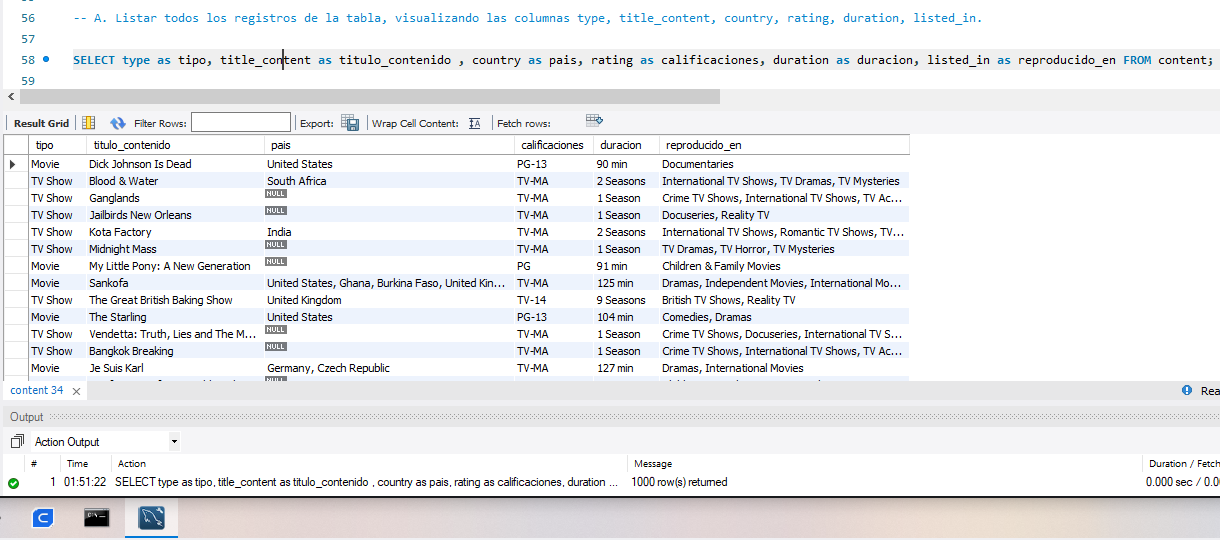 56 -- A. Listar todos los registros de la tabla, visualizando las columnas type, title_content, country, rating, duration, listed_in.
57
58 SELECT type as tipo, title_content as titulo_contenido , country as pais, rating as calificaciones, duration as duracion, listed_in as reproducido_en FROM content;
59
Result Grid Filter Rows: Export: Wrap Cell Content: IA Fetch rows:
tipo titulo_contenido pais calificaciones duracion reproducido_en
Movie Dick Johnson Is Dead United States PG-13 90 min Documentaries
TV Show Blood & Water South Africa TV-MA 2 Seasons International TV Shows, TV Dramas, TV Mysteries
TV Show Ganglands NULL TV-MA 1 Season Crime TV Shows, International TV Shows, TV Ac...
TV Show Jailbirds New Orleans NULL TV-MA 1 Season Docuseries, Reality TV
TV Show Kota Factory India TV-MA 2 Seasons International TV Shows, Romantic TV Shows, TV...
TV Show Midnight Mass NULL TV-MA 1 Season TV Dramas, TV Horror, TV Mysteries
Movie My Little Pony: A New Generation NULL PG 91 min Children & Family Movies
Movie Sankofa United States, Ghana, Burkina Faso, United Kin... TV-MA 125 min Dramas, Independent Movies, International Mo...
TV Show The Great British Baking Show United Kingdom TV-14 9 Seasons British TV Shows, Reality TV
Movie The Starling United States PG-13 104 min Comedies, Dramas
TV Show Vendetta: Truth, Lies and The M... NULL TV-MA 1 Season Crime TV Shows, Docuseries, International TV S...
TV Show Bangkok Breaking NULL TV-MA 1 Season Crime TV Shows, International TV Shows, TV Ac...
Movie Je Suis Karl Germany, Czech Republic TV-MA 127 min Dramas, International Movies
NULL
content 34 Rea
Output
Action Output
# Time Action Message Duration / Fetch
1 01:51:22 SELECT type as tipo, title_content as titulo_contenido , country as pais, rating as calificaciones, duration ... 1000 row(s) returned 0.000 sec / 0.00